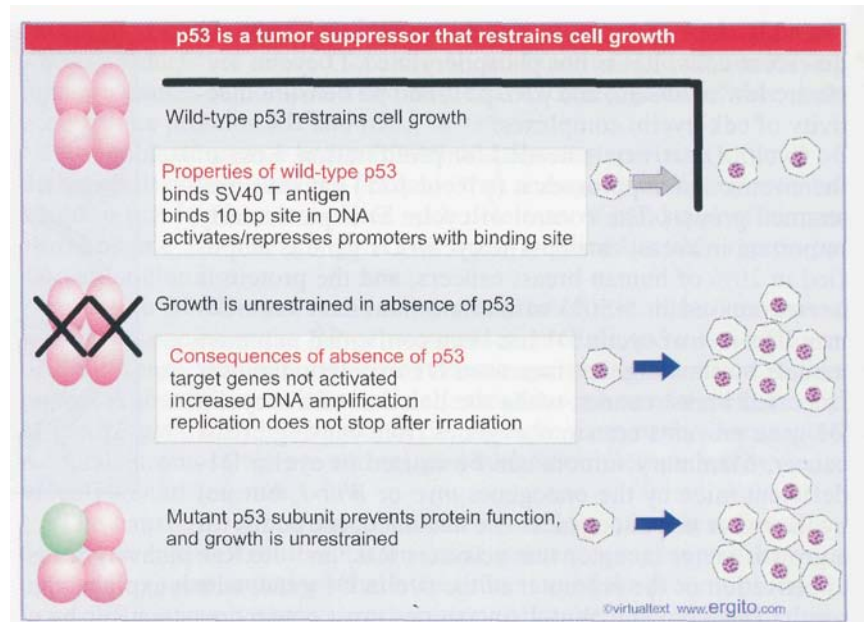 p53 is a tumor suppressor that restrains cell growth
Wild-type p53 restrains cell growth
Properties of wild-type p53
binds SV40 T antigen
binds 10 bp site in DNA
activates/represses promoters with binding site
Growth is unrestrained in absence of p53
Consequences of absence of p53
target genes not activated
increased DNA amplification
replication does not stop after irradiation
Mutant p53 subunit prevents protein function,
and growth is unrestrained
©virtualtext www.ergito.com